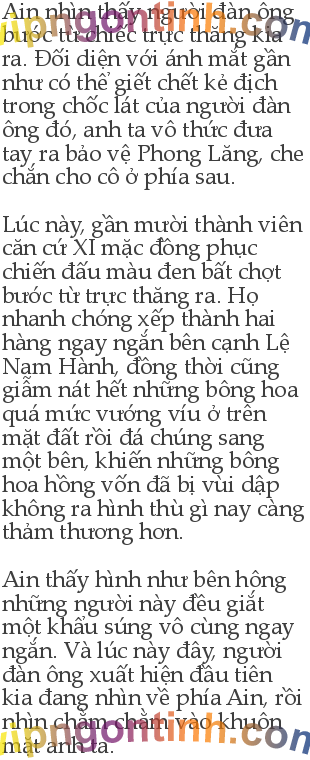 Ain nhìn thấy người đàn ông
bước từ chiếc trực thăng kia
ra. Đối diện với ánh mắt gần
như có thể giết chết kẻ địch
trong chốc lát của người đàn
ông đó, anh ta vô thức đưa
tay ra bảo vệ Phong Lăng, che
chắn cho cô ở phía sau.
Lúc này, gần mười thành viên
căn cứ XI mặc đồng phục
chiến đấu màu đen bất chợt
bước từ trực thăng ra. Họ
nhanh chóng xếp thành hai
hàng ngay ngắn bên cạnh Lệ
Nam Hành, đồng thời cũng
giẫm nát hết những bông hoa
quá mức vướng víu ở trên
mặt đất rồi đá chúng sang
một bên, khiến những bông
hoa hồng vốn đã bị vùi dập
không ra hình thù gì nay càng
thảm thương hơn.
Ain thấy hình như bên hông
những người này đều giắt
một khẩu súng vô cùng ngay
ngắn. Và lúc này đây, người
đàn ông xuất hiện đầu tiên
kia đang nhìn về phía Ain, rồi
nhìn chằm chằm vào khuôn
mặt anh ta.